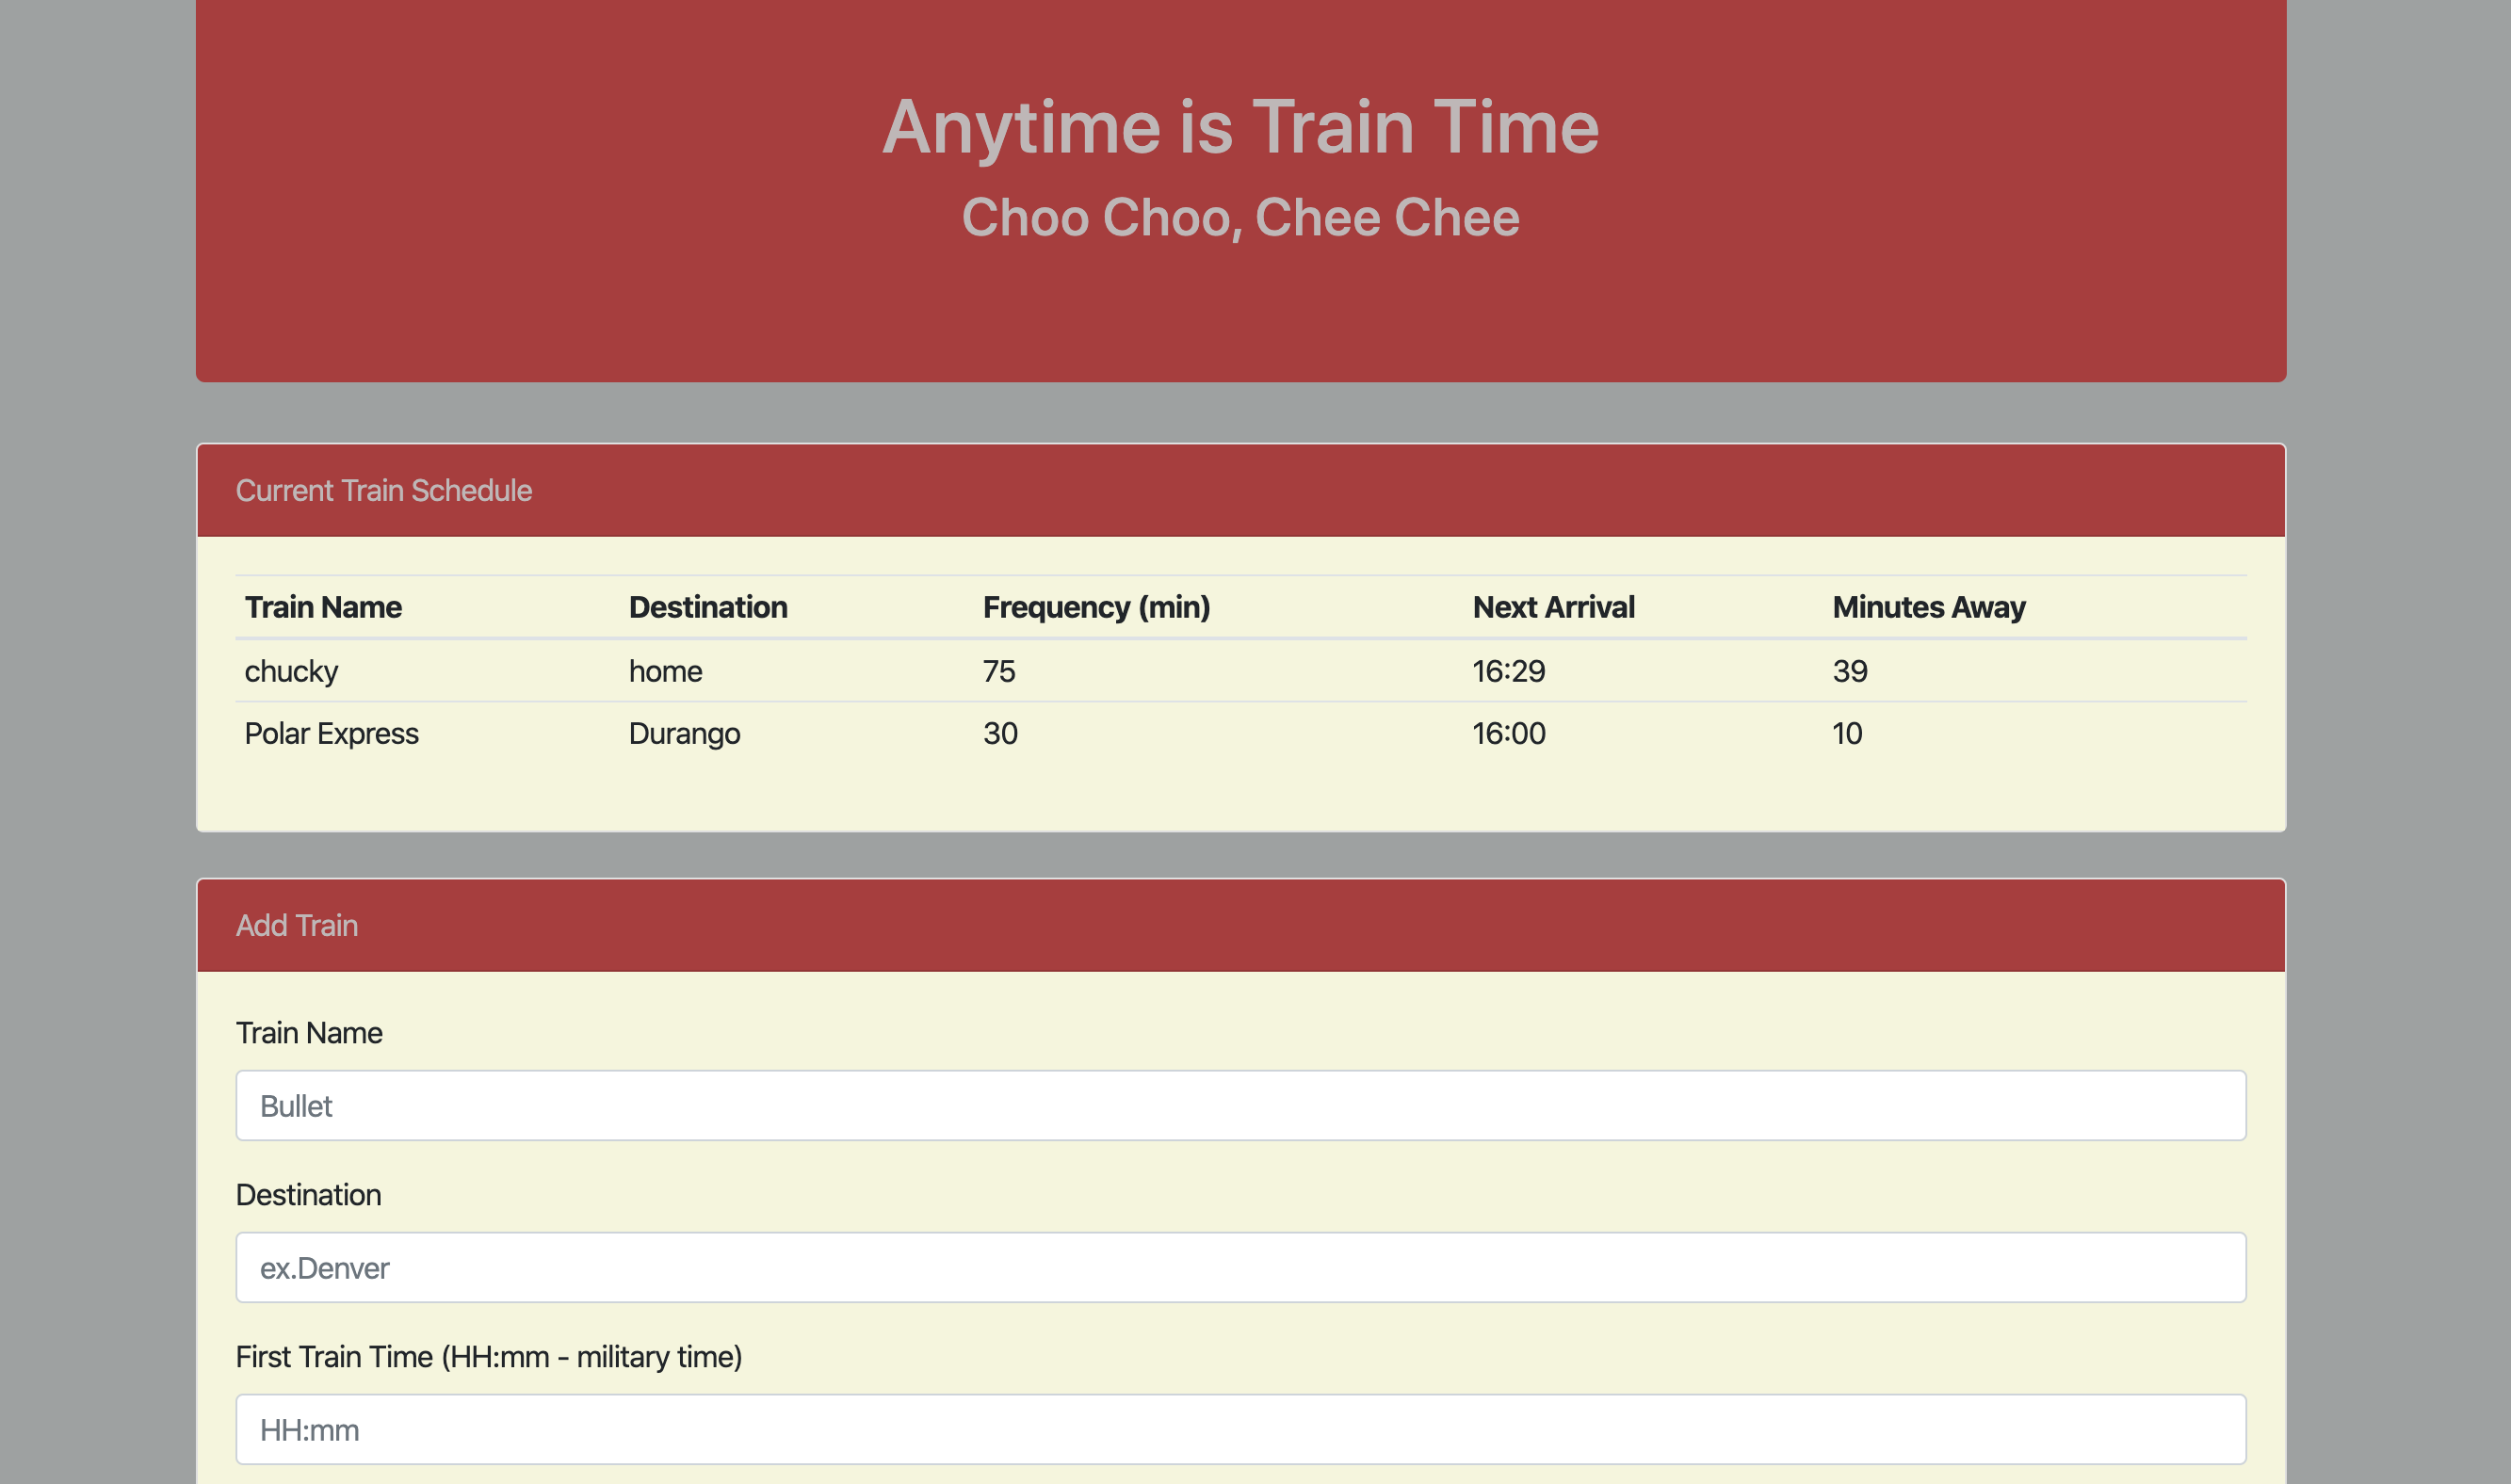 Anytime is Train Time
Choo Choo, Chee Chee
Current Train Schedule
Train Name Destination Frequency (min) Next Arrival Minutes Away
chucky home 75 16:29 39
Polar Express Durango 30 16:00 10
Add Train
Train Name
Bullet
Destination
ex.Denver
First Train Time (HH:mm - military time)
HH:mm